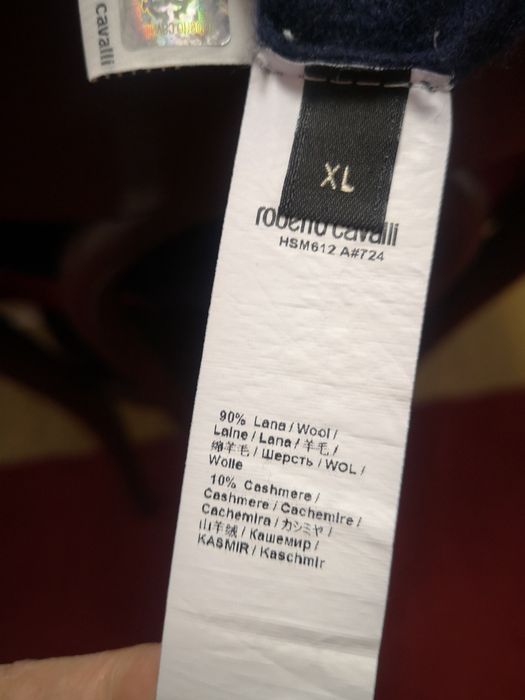 cavalli
XL
roberto cavalli
HSM612 A#724
90% Lana / Wool /
Laine / Lana / 羊毛 /
绵羊毛 / Шерсть / WOL /
Wolle
10% Cashmere /
Cashmere / Cachemire /
Cachemira / カシミヤ /
山羊绒 / Кашемир /
KASMIR / Kaschmir